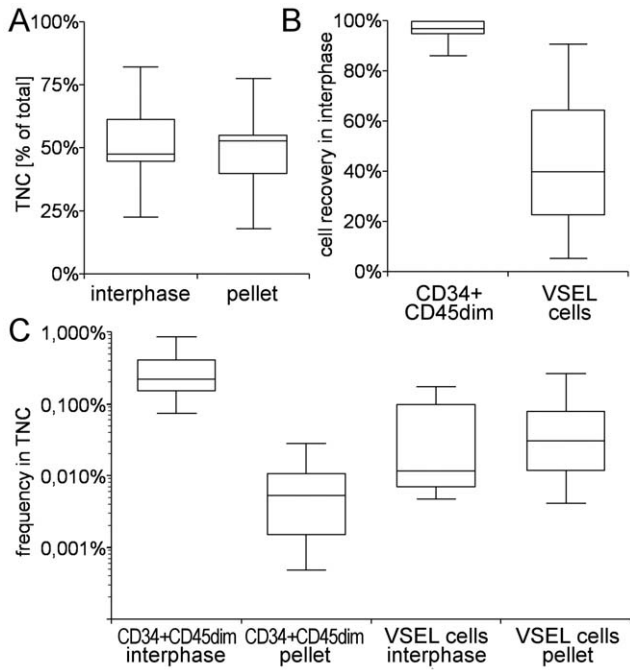 A
100%
75%
50%
25%
0%
TNC [% of total]
interphase
pellet
B
100%
80%
60%
40%
20%
0%
cell recovery in interphase
CD34+
CD45dim
VSEL
cells
C
1,000%
0,100%
0,010%
0,001%
frequency in TNC
CD34+CD45dim
interphase
CD34+CD45dim
pellet
VSEL cells
interphase
VSEL cells
pellet